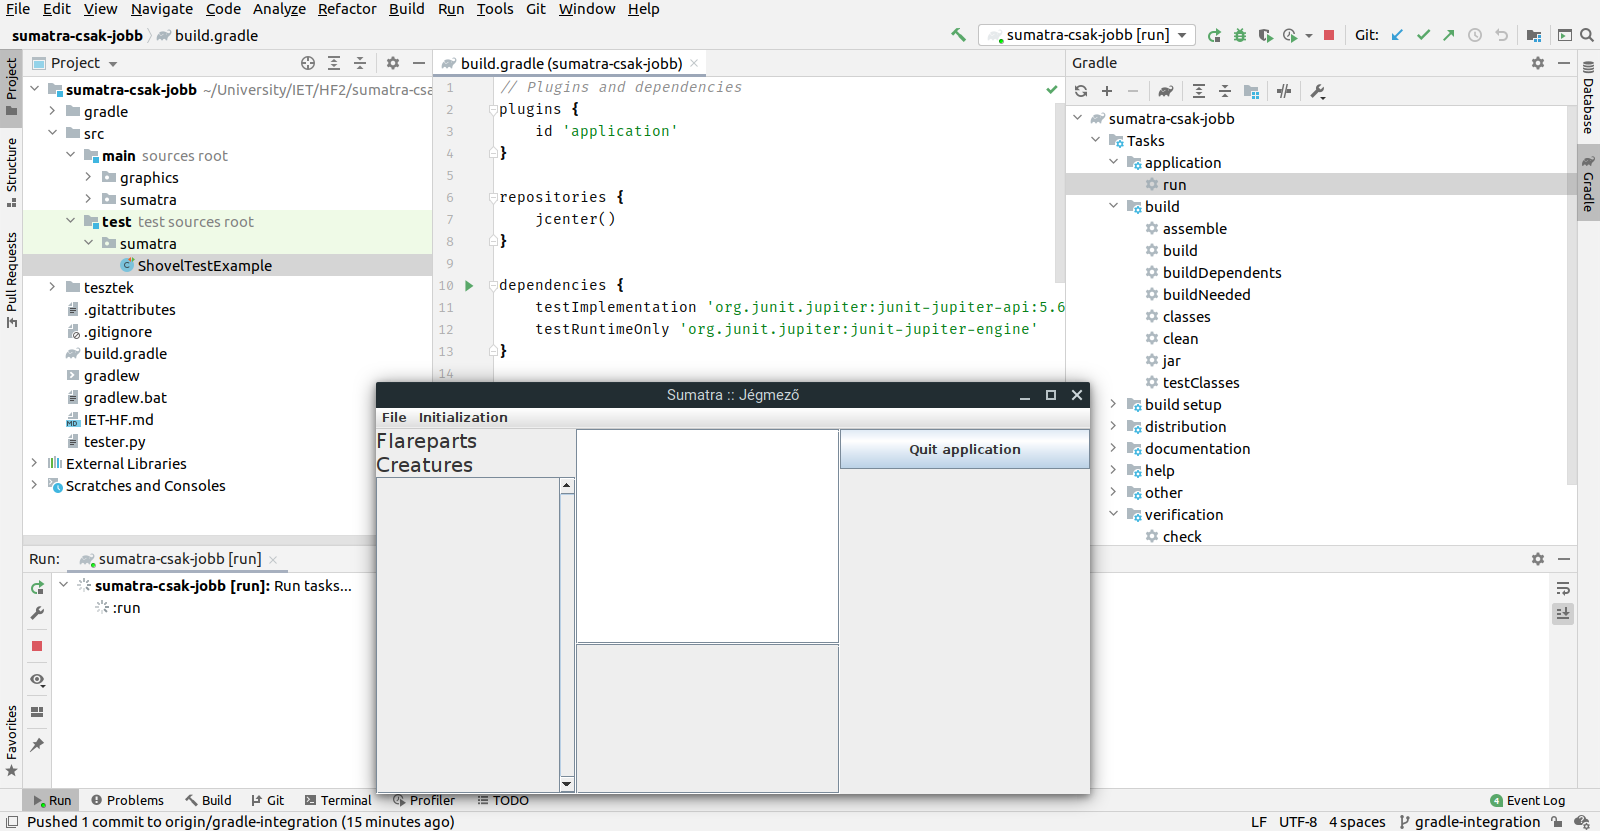 File Edit View Navigate Code Analyze Refactor Build Run Tools Git Window Help
sumatra-csak-jobb build.gradle
sumatra-csak-jobb [run]
Git:
Project
Structure
Pull Requests
Favorites
Project
sumatra-csak-jobb ~/University/IET/HF2/sumatra-csa
gradle
src
main sources root
graphics
sumatra
test test sources root
sumatra
ShovelTestExample
tesztek
.gitattributes
.gitignore
build.gradle
gradlew
gradlew.bat
IET-HF.md
tester.py
External Libraries
Scratches and Consoles
build.gradle (sumatra-csak-jobb)
1 // Plugins and dependencies
2 plugins {
3 id 'application'
4 }
5
6 repositories {
7 jcenter()
8 }
9
10 dependencies {
11 testImplementation 'org.junit.jupiter:junit-jupiter-api:5.6
12 testRuntimeOnly 'org.junit.jupiter:junit-jupiter-engine'
13 }
14
Gradle
sumatra-csak-jobb
Tasks
application
run
build
assemble
build
buildDependents
buildNeeded
classes
clean
jar
testClasses
build setup
distribution
documentation
help
other
verification
check
Database
Gradle
Sumatra :: Jégmező
File Initialization
Flareparts
Creatures
Quit application
Run: sumatra-csak-jobb [run]
sumatra-csak-jobb [run]: Run tasks...
:run
Run Problems Build Git Terminal Profiler TODO
4 Event Log
Pushed 1 commit to origin/gradle-integration (15 minutes ago)
LF UTF-8 4 spaces gradle-integration